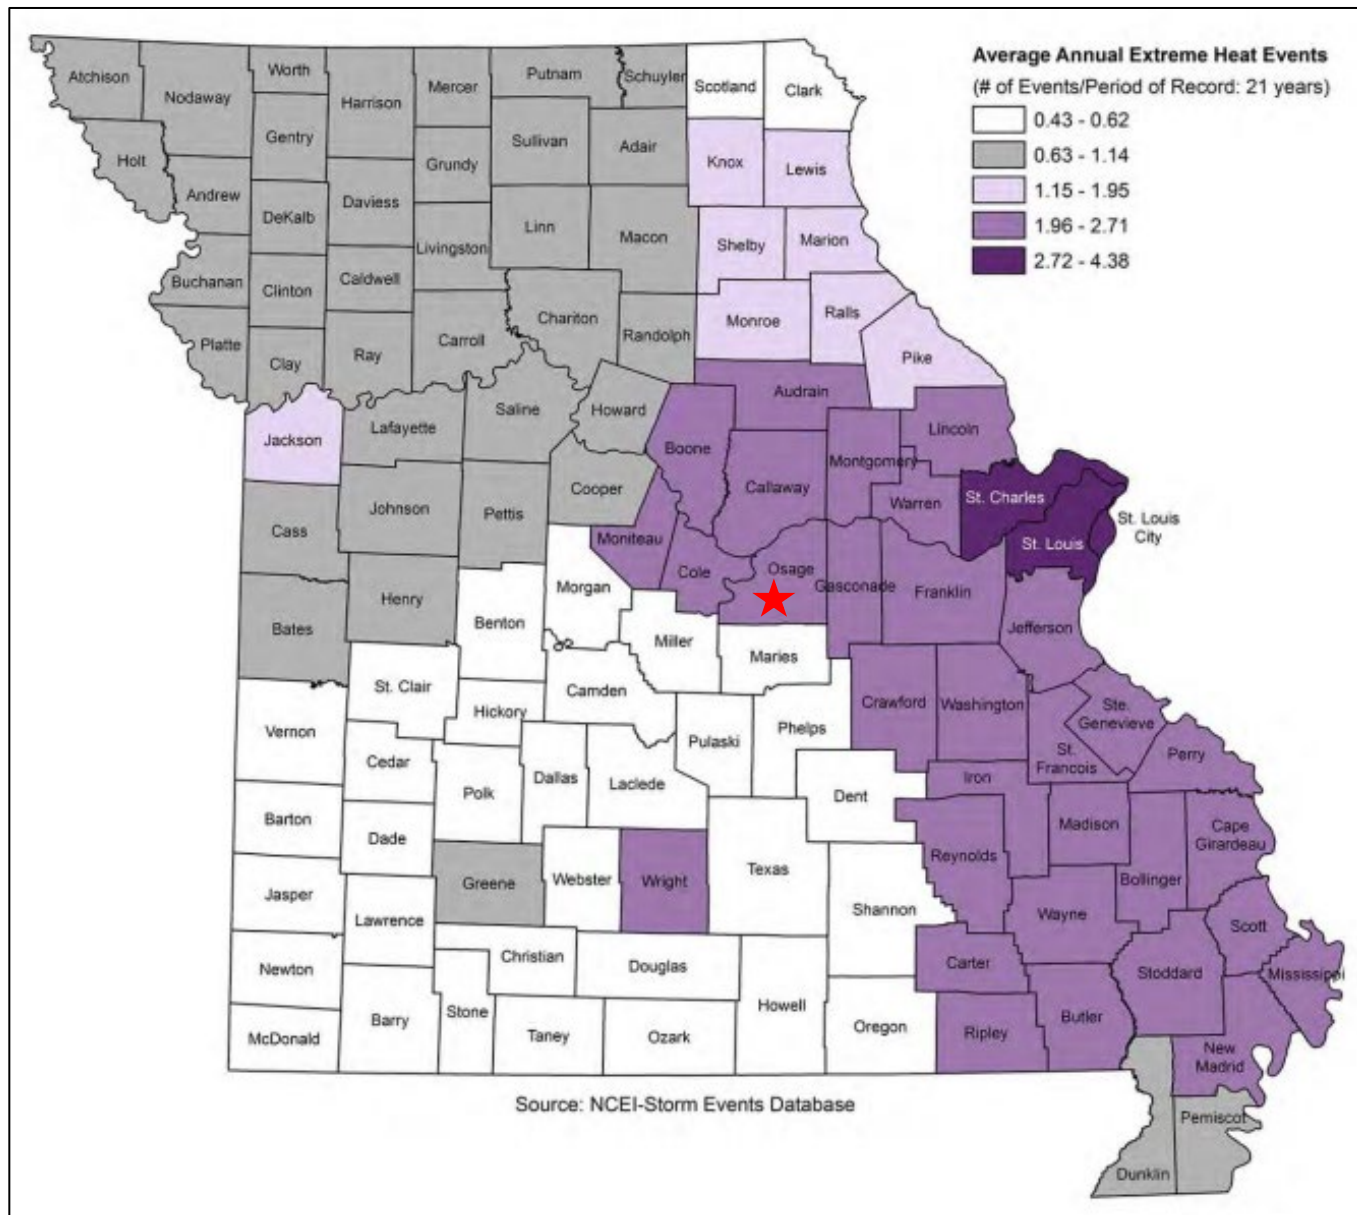 Average Annual Extreme Heat Events
(# of Events/Period of Record: 21 years)
0.43 - 0.62
0.63 - 1.14
1.15 - 1.95
1.96 - 2.71
2.72 - 4.38
Atchison
Nodaway
Worth
Harrison
Mercer
Putnam
Schuyler
Scotland
Clark
Holt
Gentry
Sullivan
Adair
Knox
Lewis
Andrew
DeKalb
Daviess
Grundy
Linn
Macon
Shelby
Marion
Buchanan
Clinton
Caldwell
Livingston
Chariton
Randolph
Monroe
Ralls
Pike
Platte
Clay
Ray
Carroll
Jackson
Lafayette
Saline
Howard
Boone
Audrain
Callaway
Montgomery
Lincoln
Warren
St. Charles
St. Louis
St. Louis
City
Cass
Johnson
Pettis
Cooper
Moniteau
Cole
Osage
Gasconade
Franklin
Jefferson
Bates
Henry
Benton
Morgan
Miller
Maries
St. Clair
Hickory
Camden
Pulaski
Phelps
Crawford
Washington
Ste.
Genevieve
St.
Francois
Perry
Vernon
Cedar
Polk
Dallas
Laclede
Dent
Iron
Madison
Cape
Girardeau
Barton
Dade
Greene
Webster
Wright
Texas
Shannon
Reynolds
Wayne
Bollinger
Scott
Jasper
Lawrence
Christian
Douglas
Howell
Carter
Stoddard
Mississippi
Newton
McDonald
Barry
Stone
Taney
Ozark
Oregon
Ripley
Butler
New
Madrid
Pemiscot
Dunklin
Source: NCEI-Storm Events Database